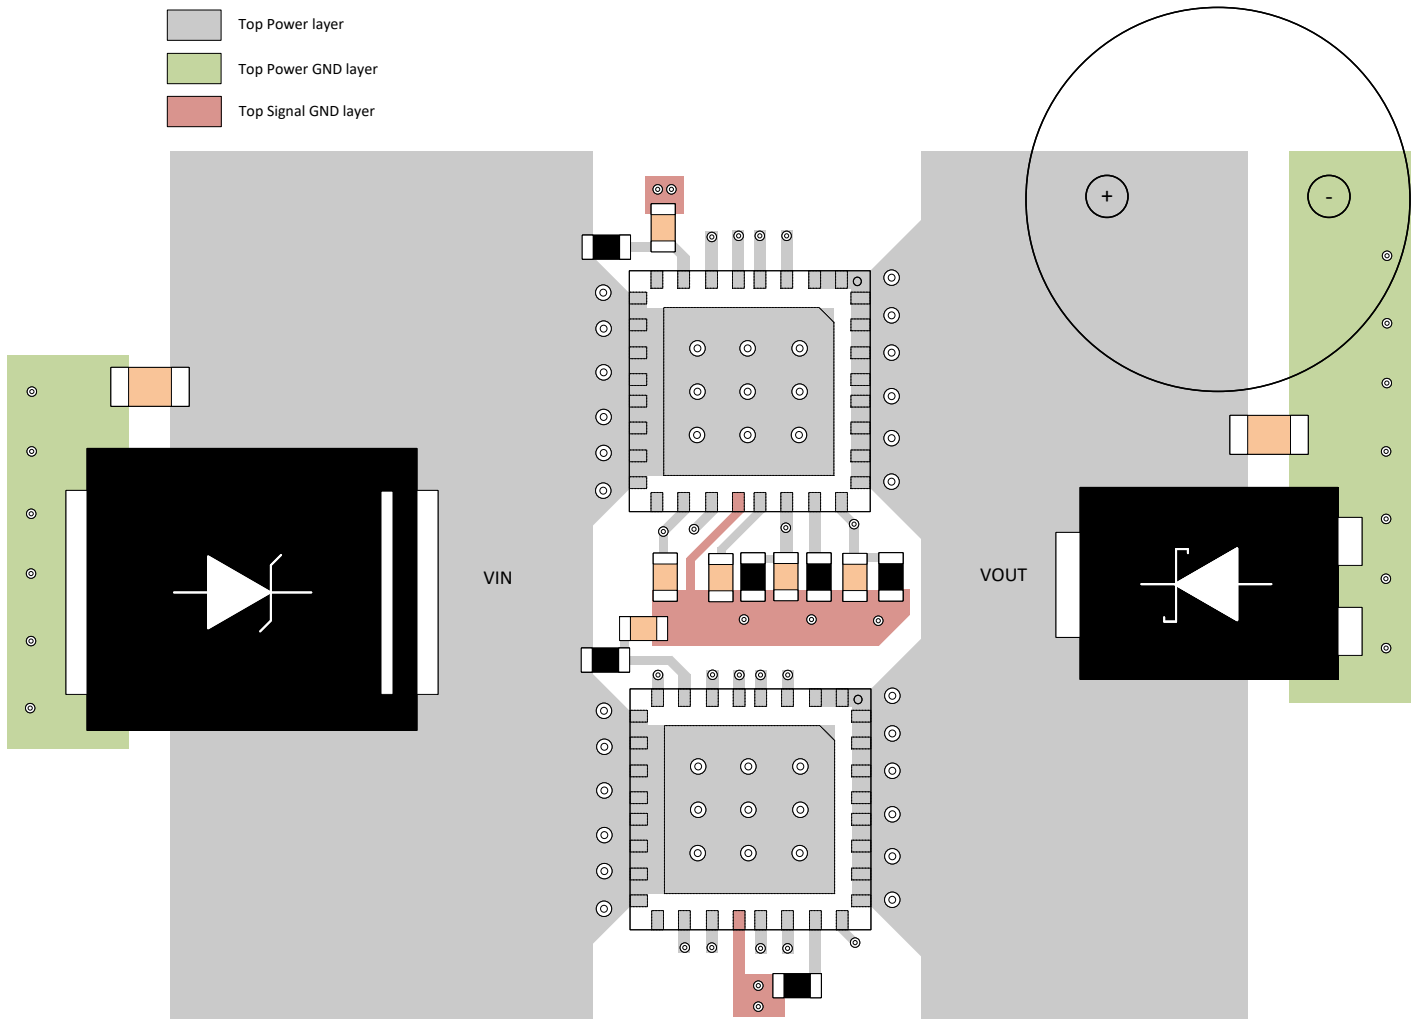 Top Power layer
Top Power GND layer
Top Signal GND layer
+
-
VIN
VOUT